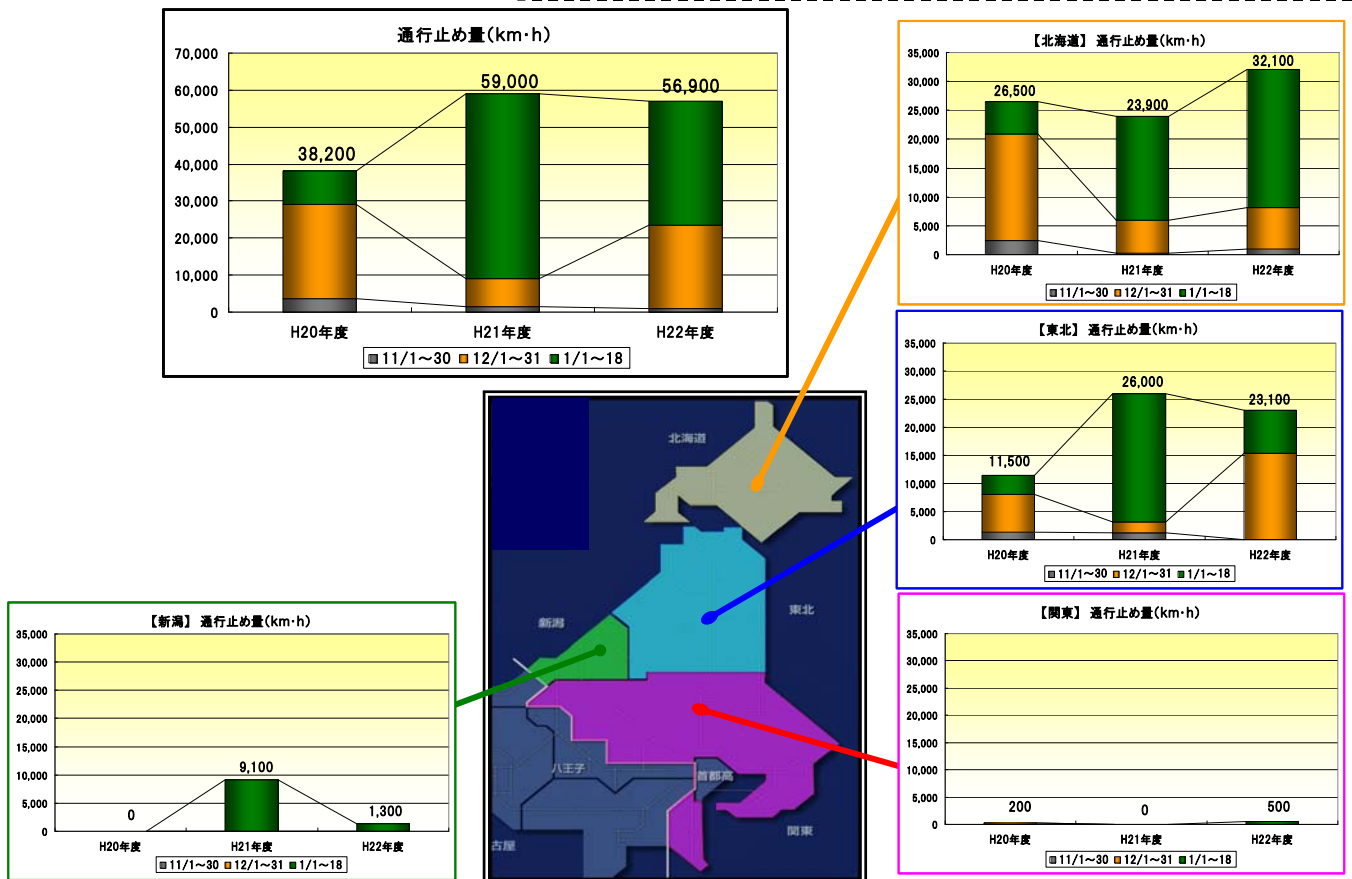 通行止め量(km・h)
70,000
60,000
50,000
40,000
30,000
20,000
10,000
0
38,200
59,000
56,900
H20年度
H21年度
H22年度
11/1～30 12/1～31 1/1～18
【北海道】 通行止め量(km・h)
35,000
30,000
25,000
20,000
15,000
10,000
5,000
0
26,500
23,900
32,100
H20年度
H21年度
H22年度
11/1～30 12/1～31 1/1～18
【東北】 通行止め量(km・h)
35,000
30,000
25,000
20,000
15,000
10,000
5,000
0
11,500
26,000
23,100
H20年度
H21年度
H22年度
11/1～30 12/1～31 1/1～18
北海道
東北
新潟
八王子
首都高
関東
古屋
【新潟】 通行止め量(km・h)
35,000
30,000
25,000
20,000
15,000
10,000
5,000
0
0
9,100
1,300
H20年度
H21年度
H22年度
11/1～30 12/1～31 1/1～18
【関東】 通行止め量(km・h)
35,000
30,000
25,000
20,000
15,000
10,000
5,000
0
200
0
500
H20年度
H21年度
H22年度
11/1～30 12/1～31 1/1～18